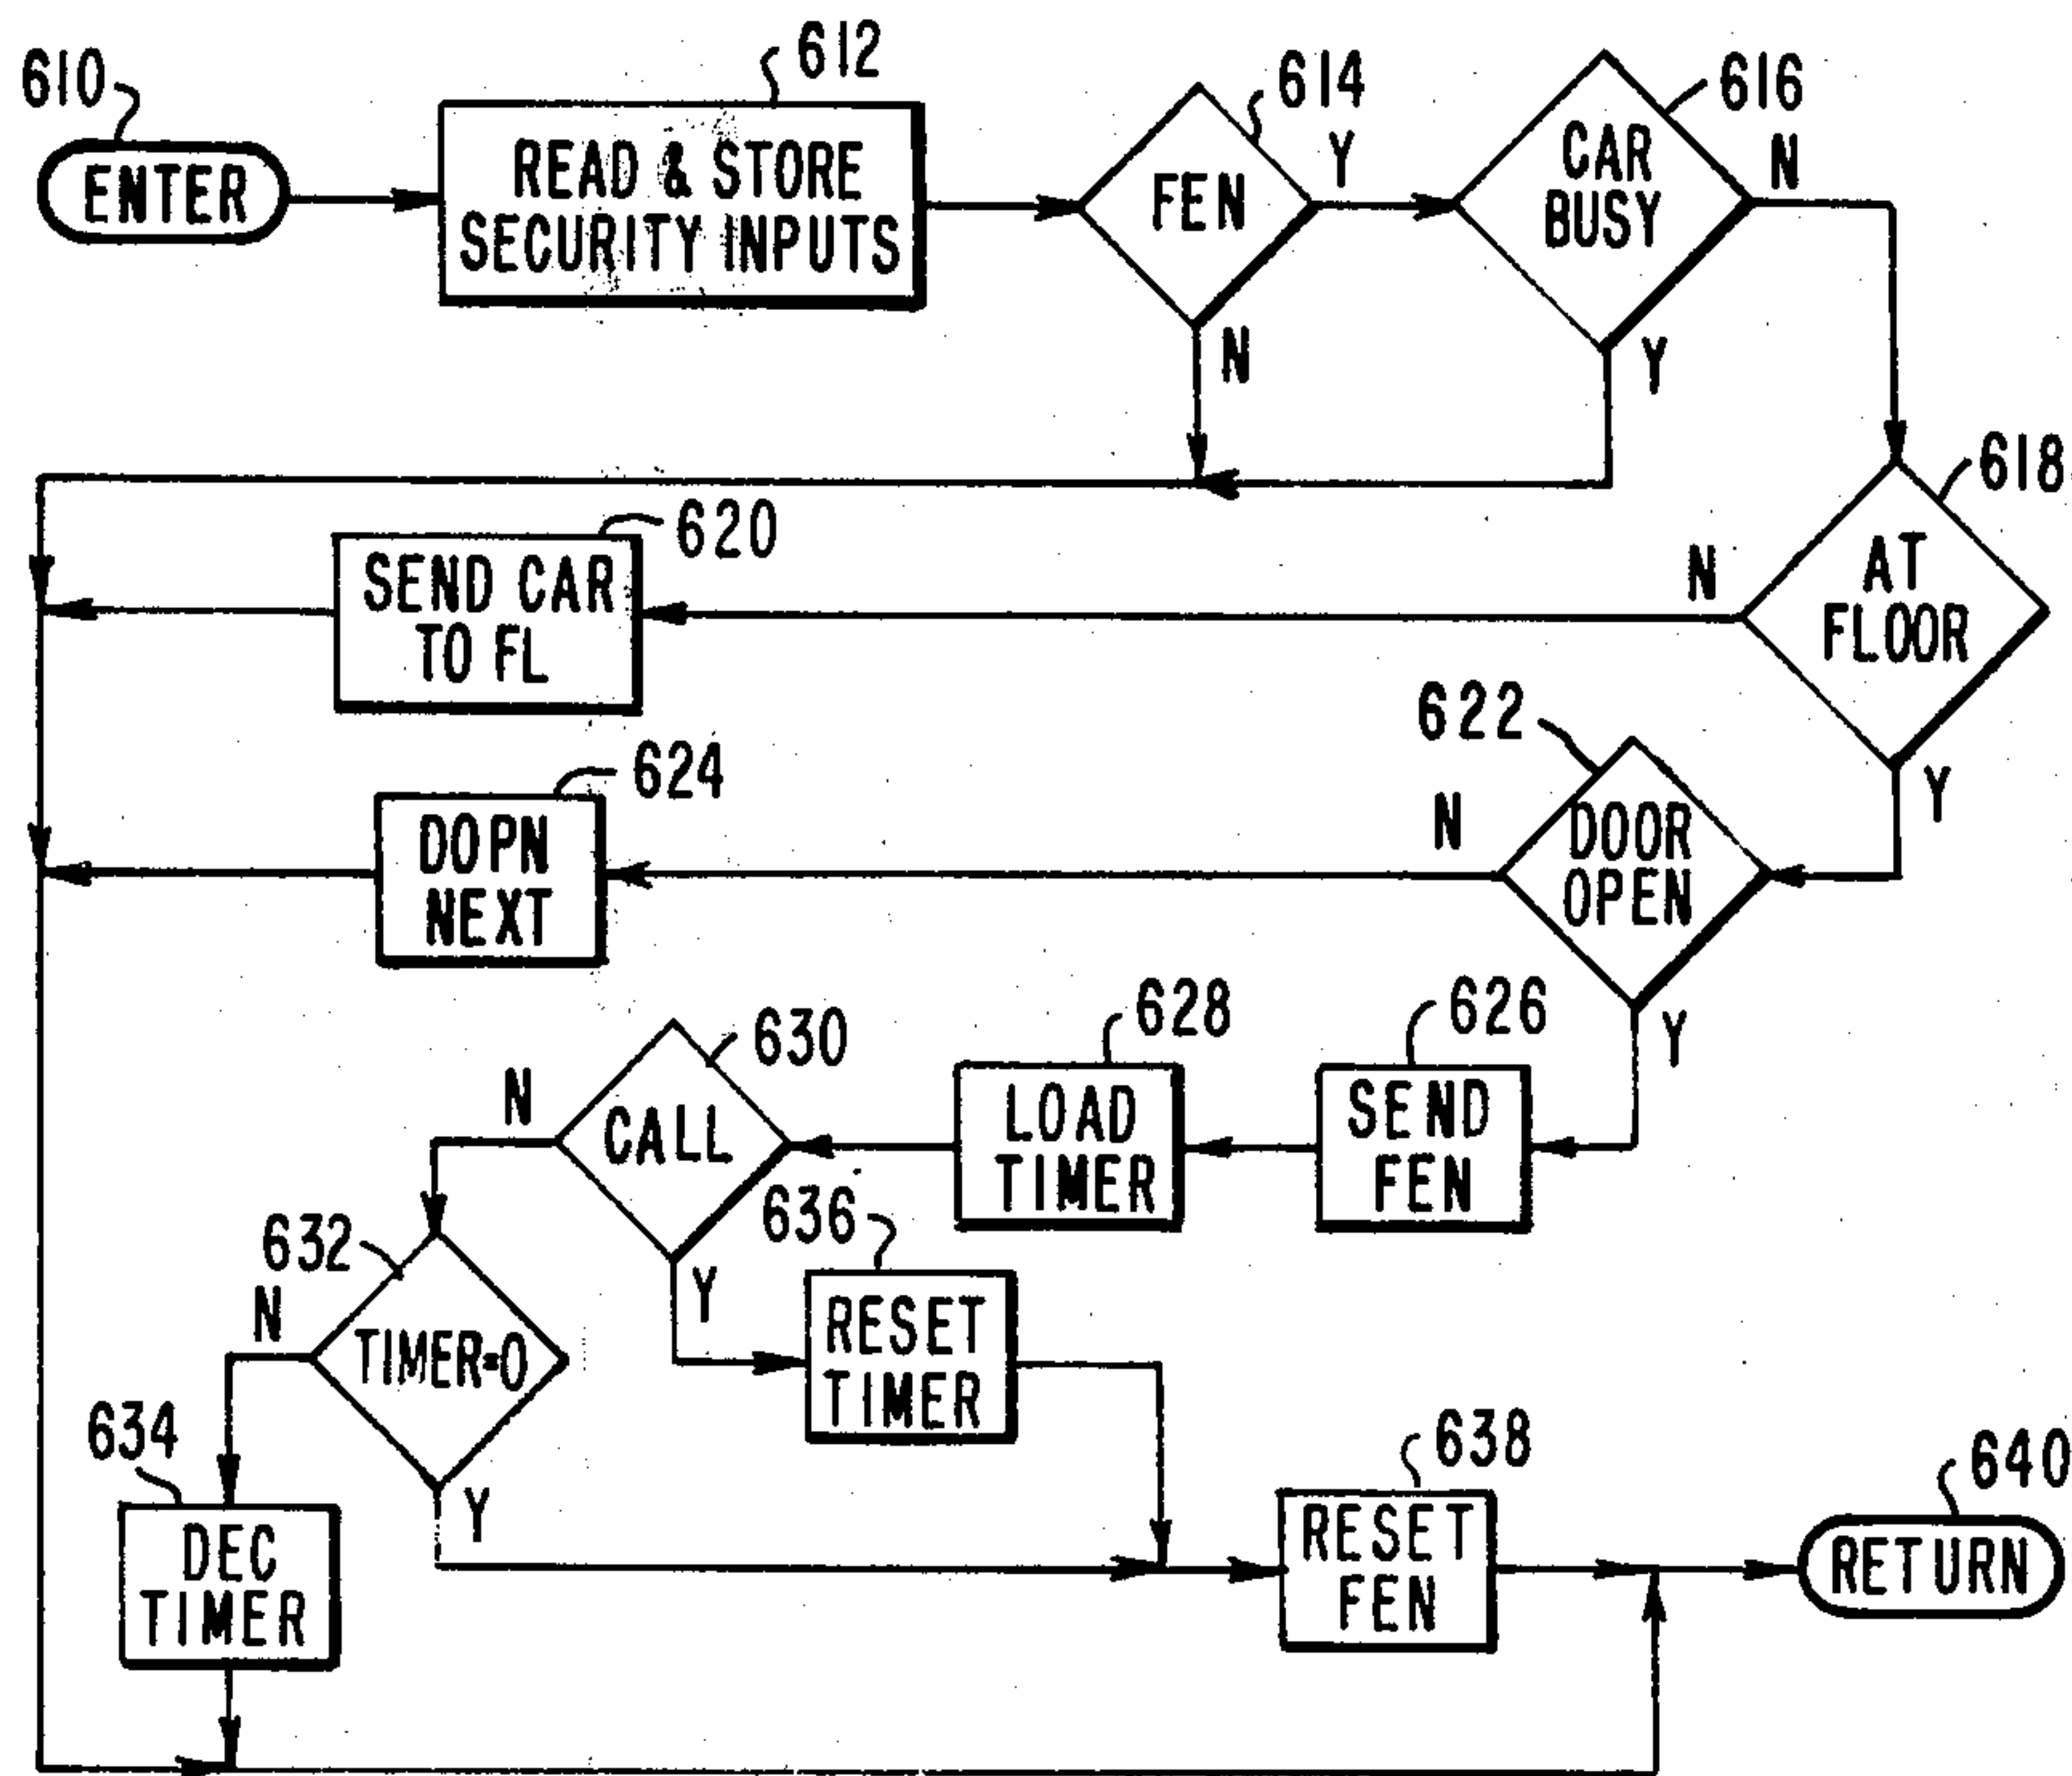 610
ENTER
612
READ & STORE
SECURITY INPUTS
614
FEN
Y
N
616
CAR
BUSY
N
Y
618
AT
FLOOR
N
Y
620
SEND CAR
TO FL
622
DOOR
OPEN
N
Y
624
DOPN
NEXT
626
SEND
FEN
628
LOAD
TIMER
630
CALL
N
Y
632
TIMER=0
N
Y
636
RESET
TIMER
634
DEC
TIMER
638
RESET
FEN
640
RETURN